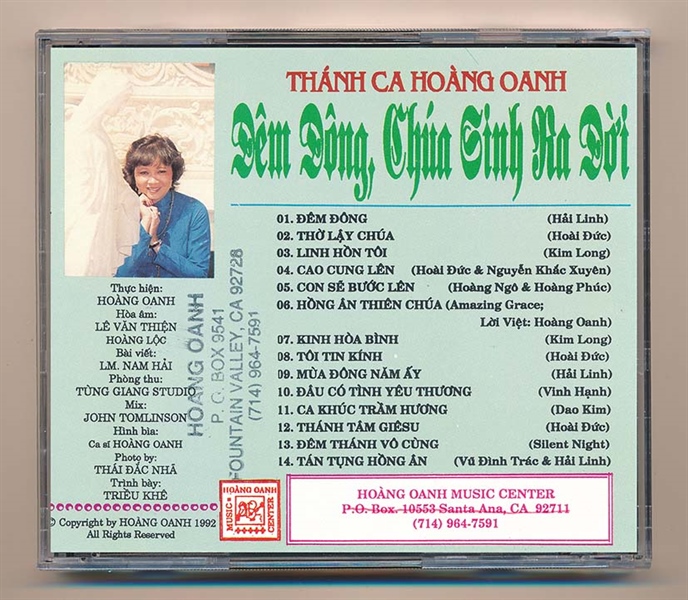 THÁNH CA HOÀNG OANH
Đêm Đông, Chúa Sinh Ra Đời
01. ĐÊM ĐÔNG (Hải Linh)
02. THỜ LẬY CHÚA (Hoài Đức)
03. LINH HỒN TÔI (Kim Long)
04. CAO CUNG LÊN (Hoài Đức & Nguyễn Khắc Xuyên)
05. CON SẼ BƯỚC LÊN (Hoàng Ngô & Hoàng Phúc)
06. HỒNG ÂN THIÊN CHÚA (Amazing Grace;
Lời Việt: Hoàng Oanh)
07. KINH HÒA BÌNH (Kim Long)
08. TÔI TIN KÍNH (Hoài Đức)
09. MÙA ĐÔNG NĂM ẤY (Hải Linh)
10. ĐÂU CÓ TÌNH YÊU THƯƠNG (Vinh Hạnh)
11. CA KHÚC TRẦM HƯƠNG (Dao Kim)
12. THÁNH TÂM GIÊSU (Hoài Đức)
13. ĐÊM THÁNH VÔ CÙNG (Silent Night)
14. TÁN TỤNG HỒNG ÂN (Vũ Đình Trác & Hải Linh)
Thực hiện:
HOÀNG OANH
Hòa âm:
LÊ VĂN THIỆN
HOÀNG LỘC
Bài viết:
LM. NAM HẢI
Phòng thu:
TÙNG GIANG STUDIO
Mix:
JOHN TOMLINSON
Hình bìa:
Ca sĩ HOÀNG OANH
Photo by:
THÁI ĐẮC NHÃ
Trình bày:
TRIỀU KHÊ
© Copyright by HOÀNG OANH 1992
All Rights Reserved
HOANG OANH
P. O. BOX 9541
FOUNTAIN VALLEY, CA 92728
(714) 964-7591
HOÀNG OANH
MUSIC
CENTER
HOÀNG OANH MUSIC CENTER
P.O. Box. 10553 Santa Ana, CA 92711
(714) 964-7591